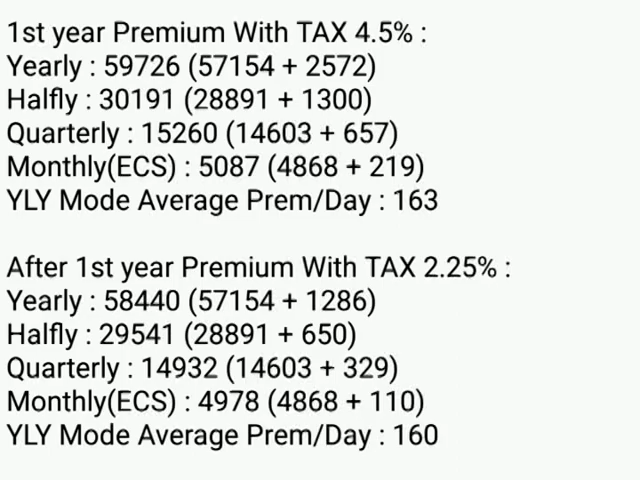 1st year Premium With TAX 4.5% :
Yearly : 59726 (57154 + 2572)
Halfly : 30191 (28891 + 1300)
Quarterly : 15260 (14603 + 657)
Monthly(ECS) : 5087 (4868 + 219)
YLY Mode Average Prem/Day : 163
After 1st year Premium With TAX 2.25% :
Yearly : 58440 (57154 + 1286)
Halfly : 29541 (28891 + 650)
Quarterly : 14932 (14603 + 329)
Monthly(ECS) : 4978 (4868 + 110)
YLY Mode Average Prem/Day : 160